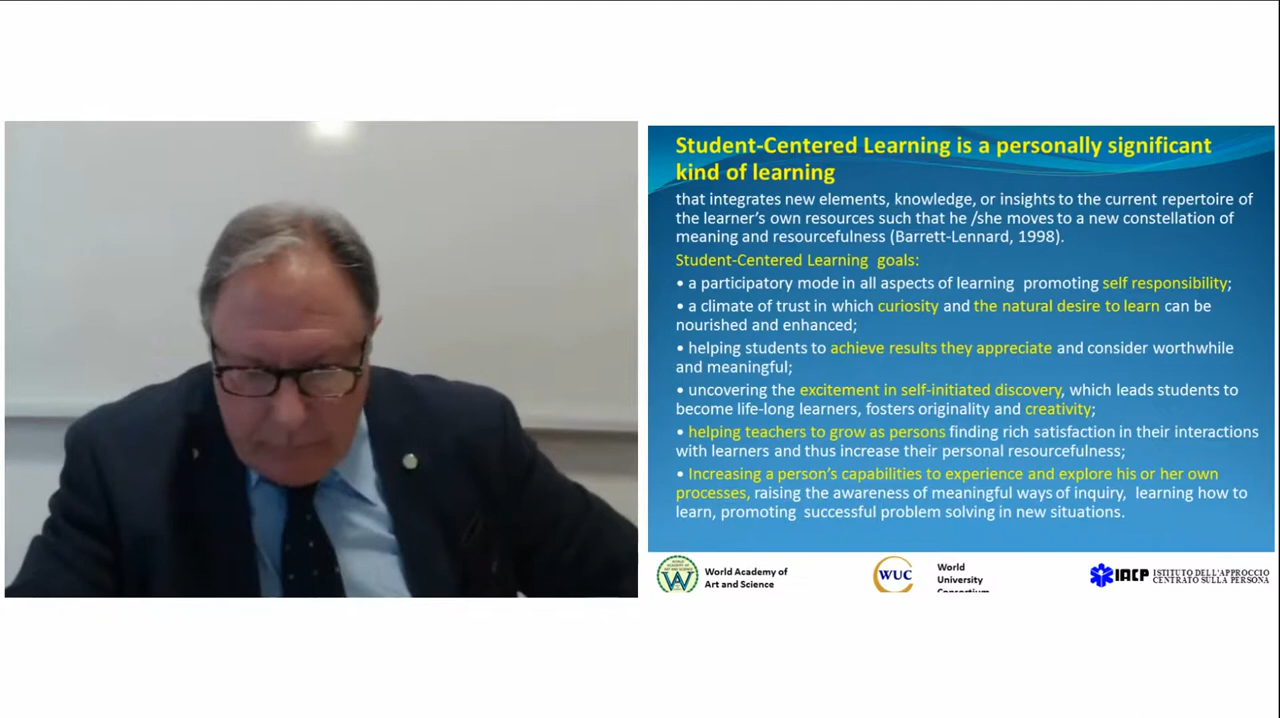 Student-Centered Learning is a personally significant
kind of learning
that integrates new elements, knowledge, or insights to the current repertoire of
the learner's own resources such that he /she moves to a new constellation of
meaning and resourcefulness (Barrett-Lennard, 1998).
Student-Centered Learning goals:
• a participatory mode in all aspects of learning promoting self responsibility;
• a climate of trust in which curiosity and the natural desire to learn can be
nourished and enhanced;
• helping students to achieve results they appreciate and consider worthwhile
and meaningful;
• uncovering the excitement in self-initiated discovery, which leads students to
become life-long learners, fosters originality and creativity;
• helping teachers to grow as persons finding rich satisfaction in their interactions
with learners and thus increase their personal resourcefulness;
• Increasing a person's capabilities to experience and explore his or her own
processes, raising the awareness of meaningful ways of inquiry, learning how to
learn, promoting successful problem solving in new situations.
World Academy of
Art and Science
WUC
World
University
Consortium
IACP
ISTITUTO DELL'APPROCCIO
CENTRATO SULLA PERSONA